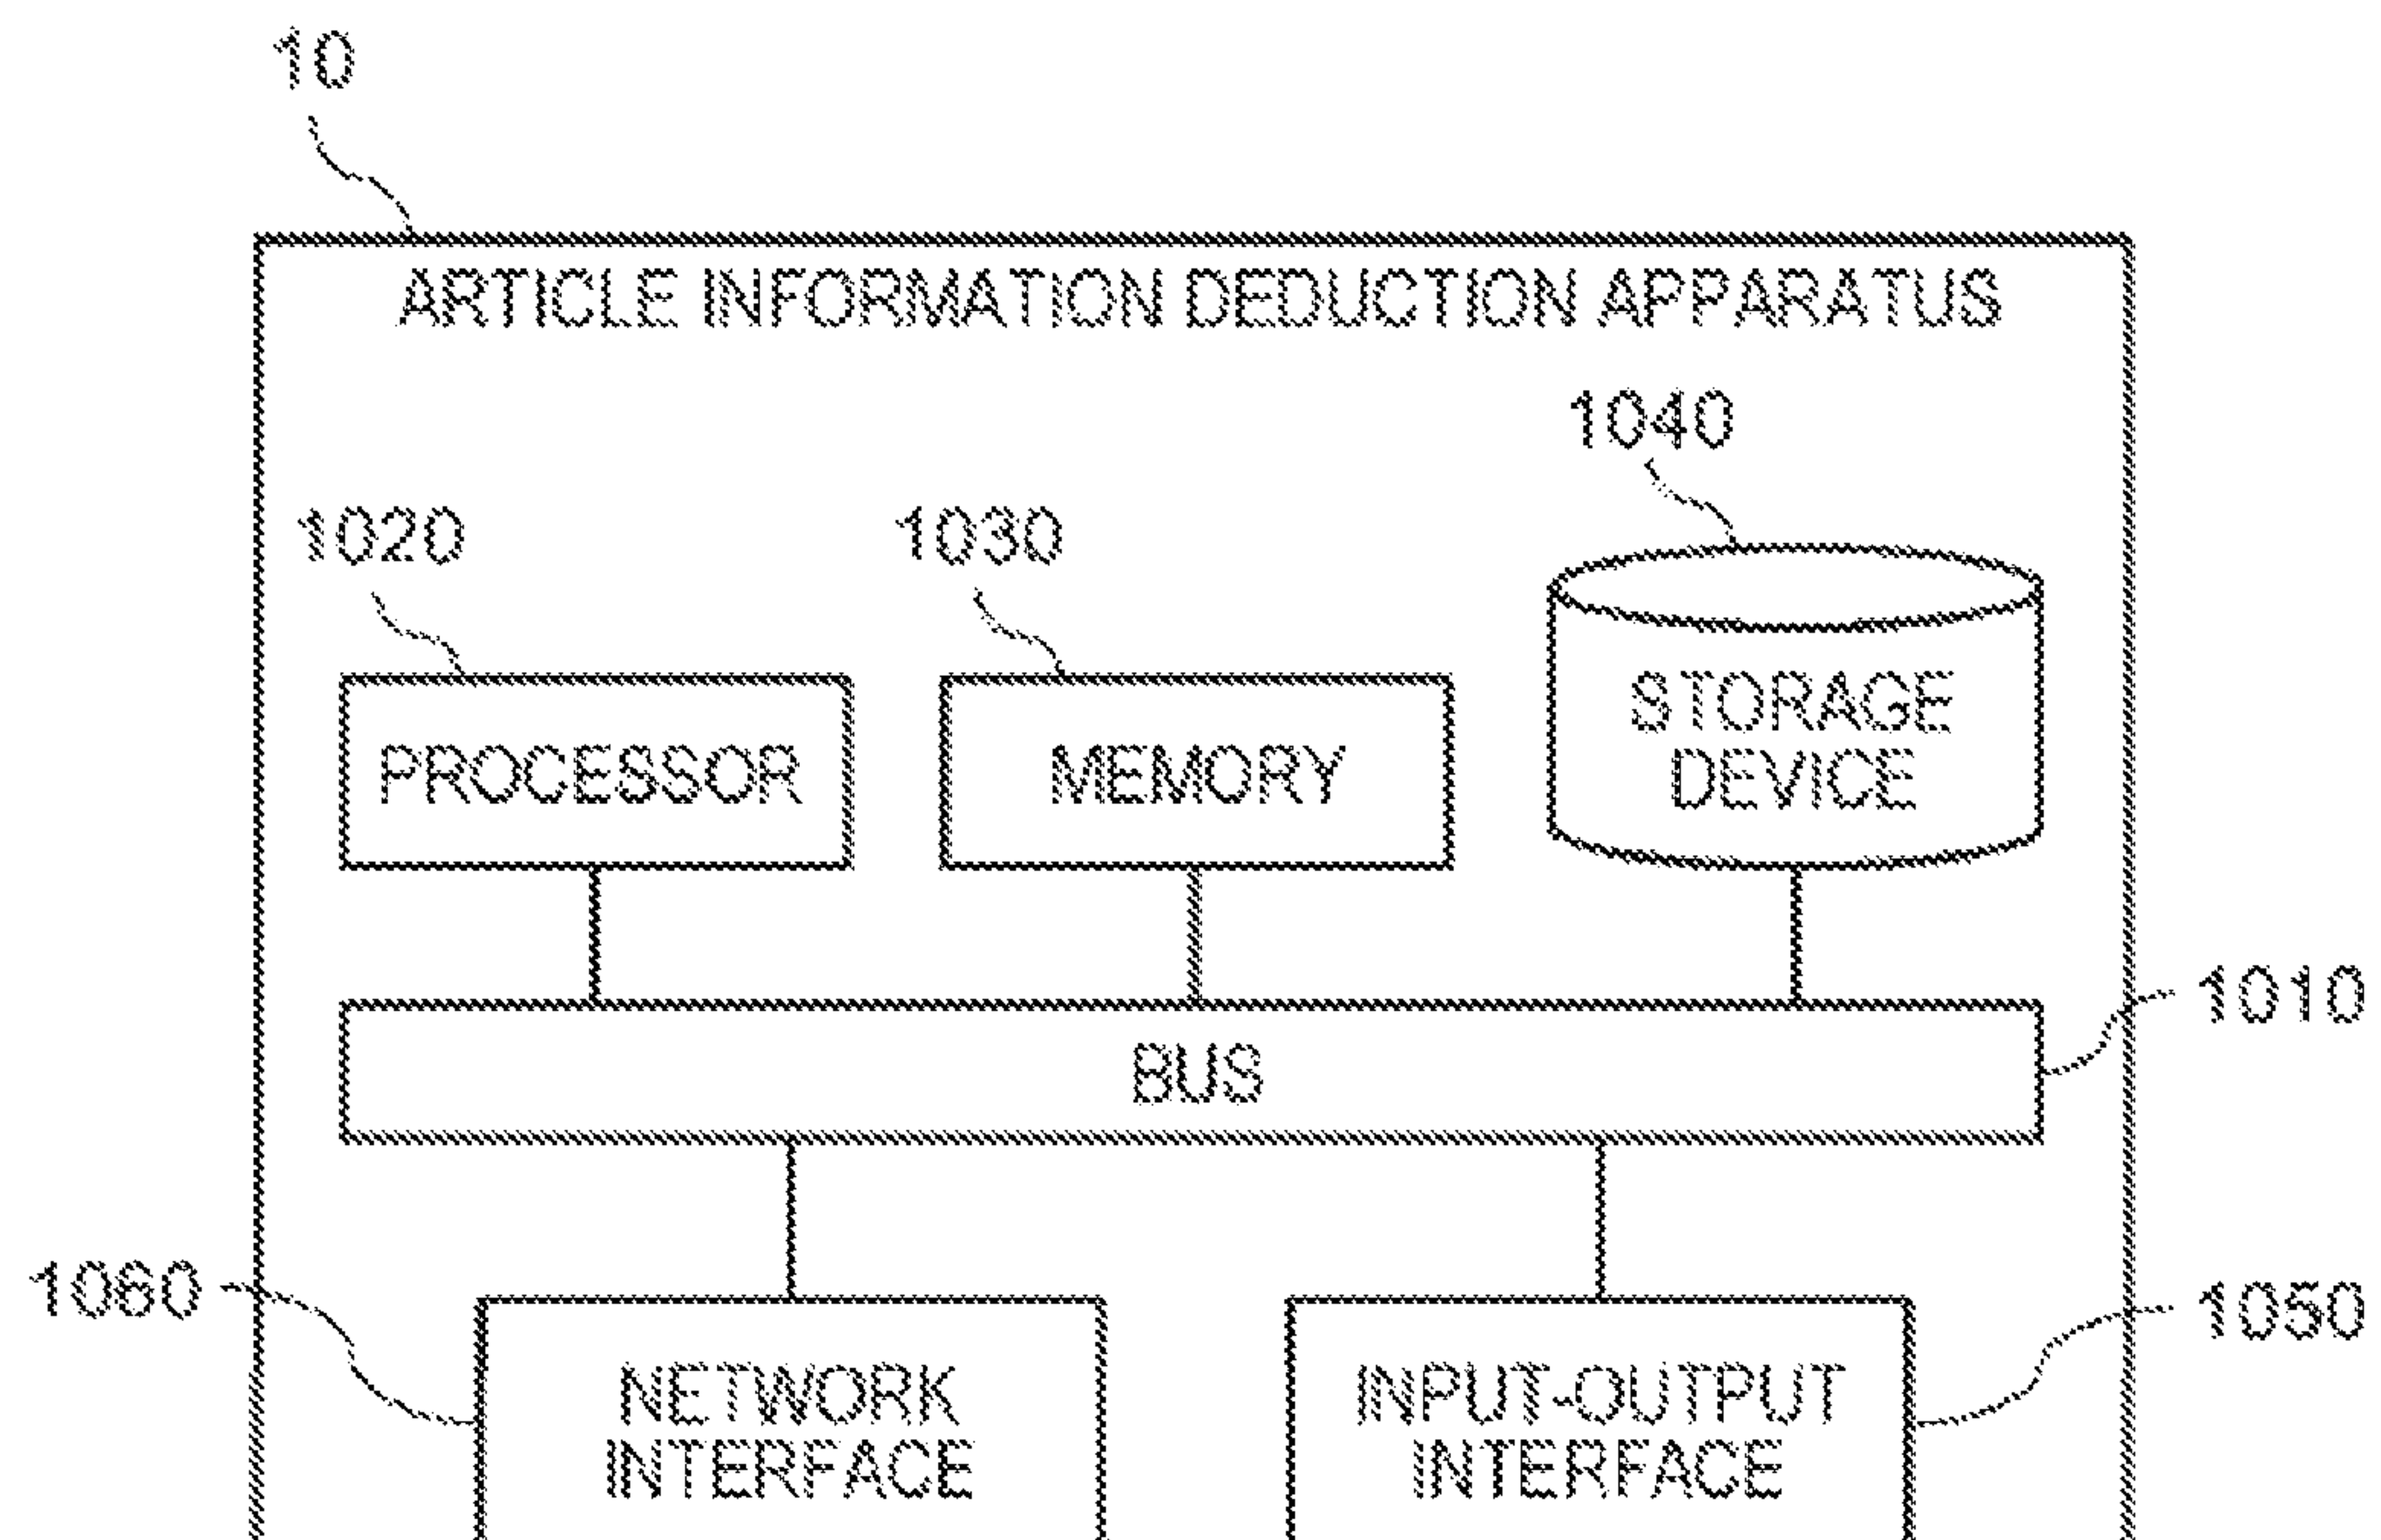 10
ARTICLE INFORMATION DEDUCTION APPARATUS
1040
1020
1030
PROCESSOR
MEMORY
STORAGE
DEVICE
1010
BUS
1060
1050
NETWORK
INTERFACE
INPUT-OUTPUT
INTERFACE